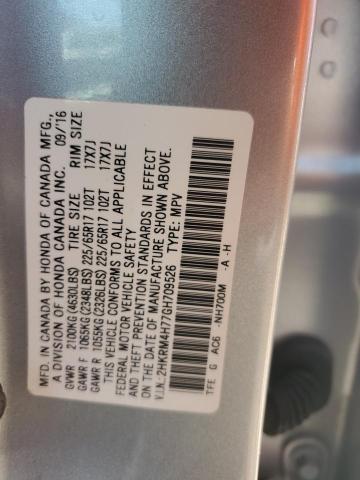 MFD. IN CANADA BY HONDA OF CANADA MFG.,
A DIVISION OF HONDA CANADA INC. 09/16
GVWR 2100KG (4630LBS) TIRE SIZE RIM SIZE
GAWR F 1065KG (2348LBS) 225/65R17 102T 17X7J
GAWR R 1055KG (2326LBS) 225/65R17 102T 17X7J
THIS VEHICLE CONFORMS TO ALL APPLICABLE
FEDERAL MOTOR VEHICLE SAFETY
AND THEFT PREVENTION STANDARDS IN EFFECT
ON THE DATE OF MANUFACTURE SHOWN ABOVE.
V.I.N.:2HKRM4H77GH709526 TYPE: MPV
TFE G AC6 -NH700M -A -H